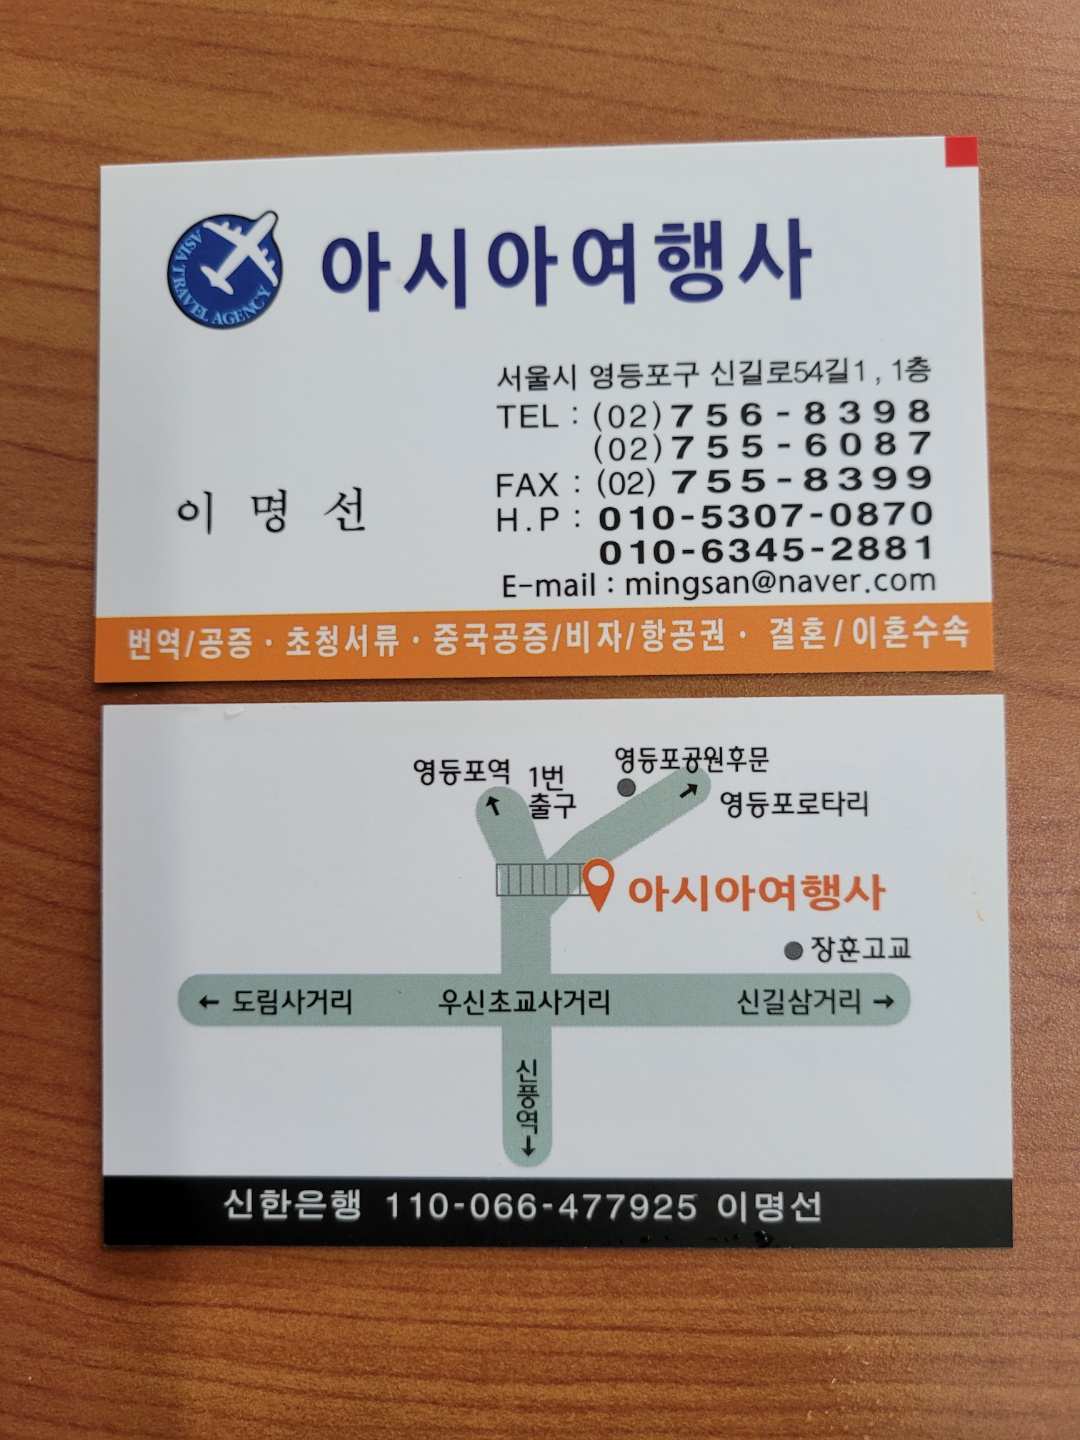 ASIA TRAVEL AGENCY
아시아여행사
서울시 영등포구 신길로54길1, 1층
TEL : (02) 756-8398
(02) 755-6087
FAX : (02) 755-8399
이명선
H.P : 010-5307-0870
010-6345-2881
E-mail : mingsan@naver.com
번역/공증 · 초청서류 · 중국공증/비자/항공권 · 결혼/이혼수속
영등포역
1번
출구
영등포공원후문
영등포로타리
아시아여행사
장훈고교
← 도림사거리
우신초교사거리
신길삼거리 →
신풍역
신한은행 110-066-477925 이명선